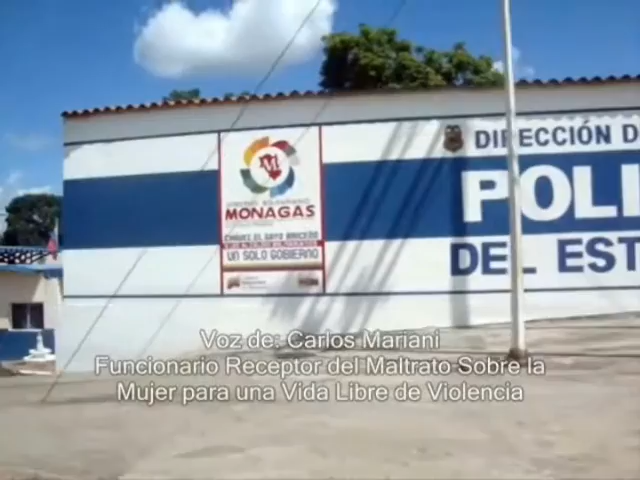 DIRECCIÓN D
POLI
DEL EST
MONAGAS
UN SOLO GOBIERNO
Voz de: Carlos Mariani
Funcionario Receptor del Maltrato Sobre la
Mujer para una Vida Libre de Violencia